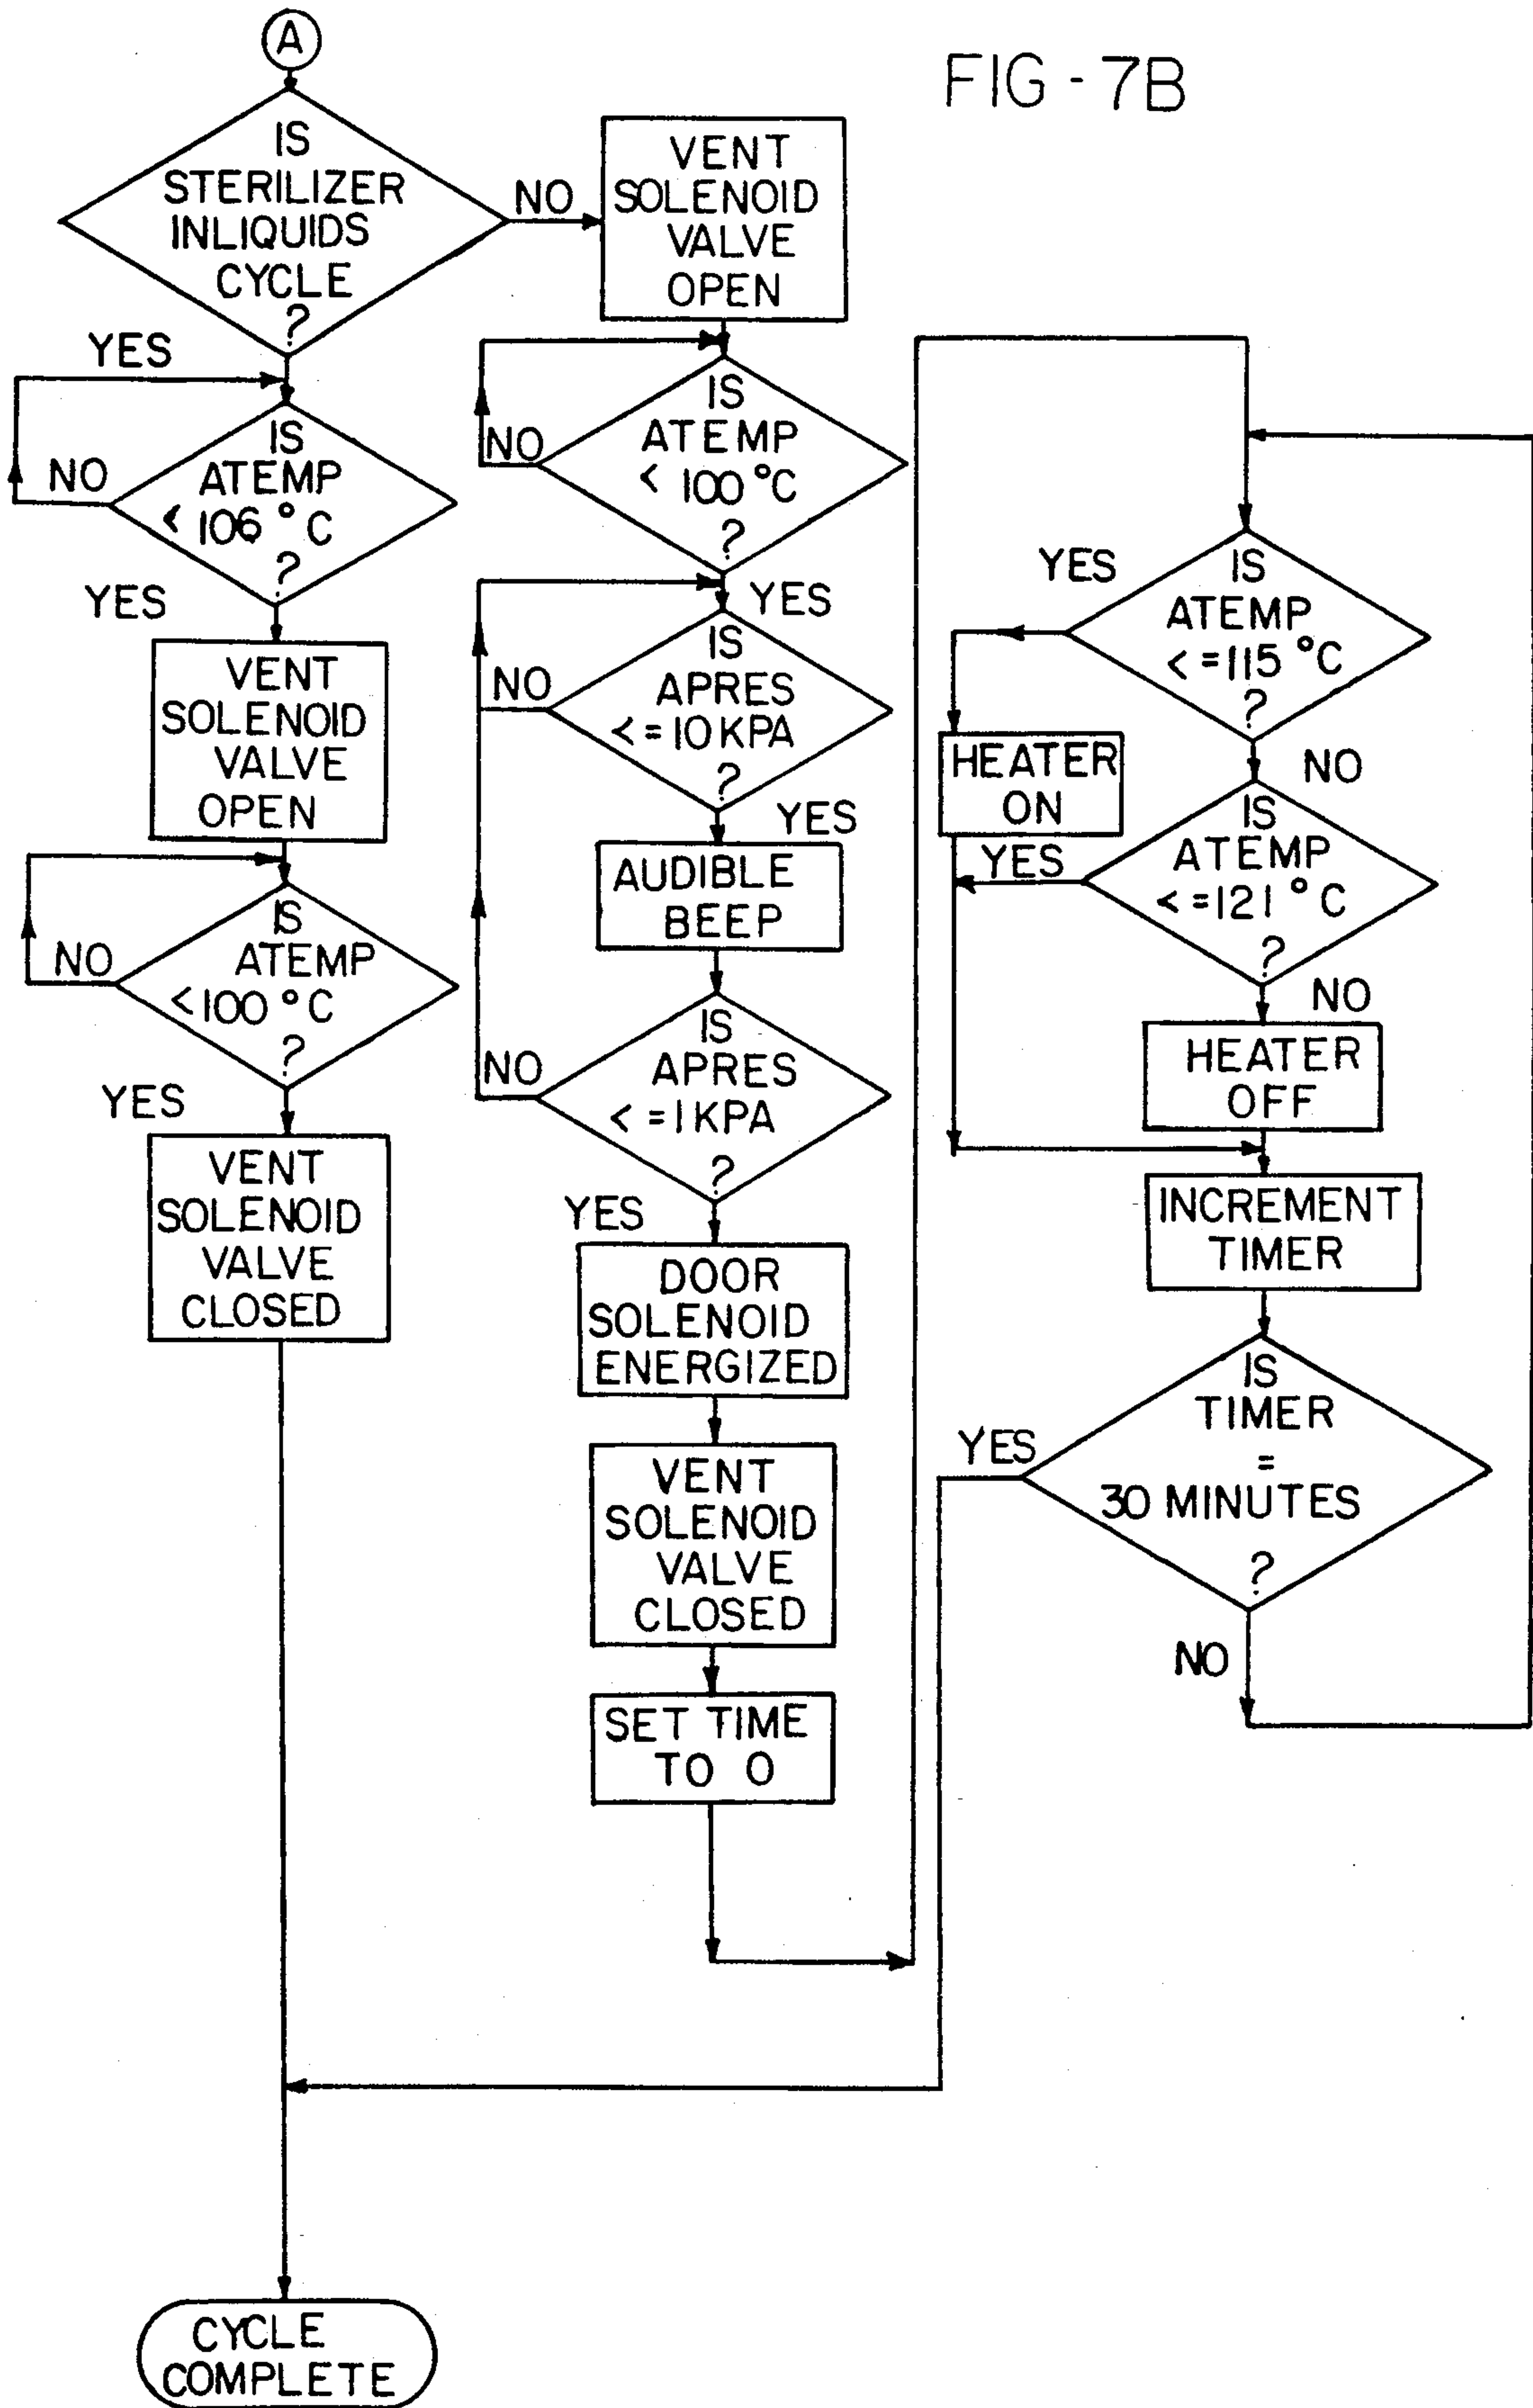 A
FIG - 7B
IS
STERILIZER
INLIQUIDS
CYCLE
?
NO
YES
IS
ATEMP
< 106 °C
?
NO
YES
VENT
SOLENOID
VALVE
OPEN
IS
ATEMP
< 100 °C
?
NO
YES
VENT
SOLENOID
VALVE
CLOSED
VENT
SOLENOID
VALVE
OPEN
IS
ATEMP
< 100 °C
?
NO
YES
IS
APRES
<= 10 KPA
?
NO
YES
AUDIBLE
BEEP
IS
APRES
<= 1 KPA
?
NO
YES
DOOR
SOLENOID
ENERGIZED
VENT
SOLENOID
VALVE
CLOSED
SET TIME
TO 0
YES
IS
ATEMP
<= 115 °C
?
HEATER
ON
NO
IS
ATEMP
<= 121 °C
?
YES
NO
HEATER
OFF
INCREMENT
TIMER
IS
TIMER
=
30 MINUTES
?
YES
NO
CYCLE
COMPLETE